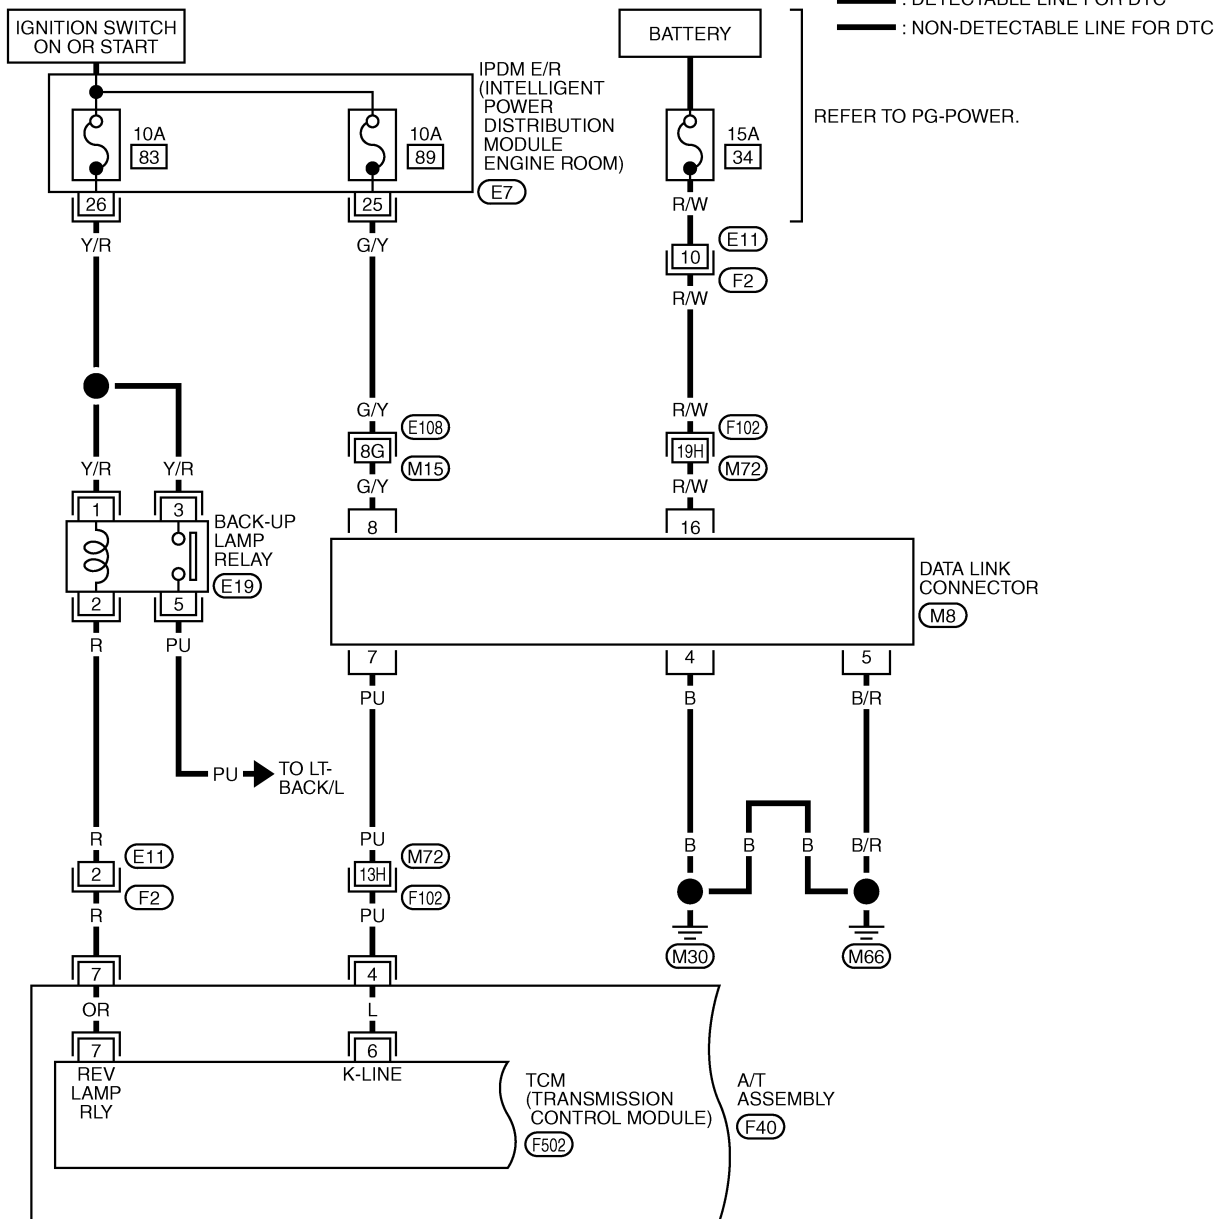 : DETECTABLE LINE FOR DTC
: NON-DETECTABLE LINE FOR DTC
IGNITION SWITCH
ON OR START
BATTERY
REFER TO PG-POWER.
IPDM E/R
(INTELLIGENT
POWER
DISTRIBUTION
MODULE
ENGINE ROOM)
E7
10A
83
10A
89
15A
34
26
25
R/W
Y/R
G/Y
E11
10
F2
R/W
G/Y
R/W
E108
F102
8G
19H
M15
M72
Y/R
Y/R
G/Y
R/W
1
3
8
16
BACK-UP
LAMP
RELAY
E19
DATA LINK
CONNECTOR
M8
2
5
R
PU
7
4
5
PU
B
B/R
PU
TO LT-
BACK/L
R
PU
B
B
B
B/R
E11
M72
2
13H
F2
F102
R
PU
M30
M66
7
4
OR
L
7
6
REV
LAMP
RLY
K-LINE
TCM
(TRANSMISSION
CONTROL MODULE)
F502
A/T
ASSEMBLY
F40